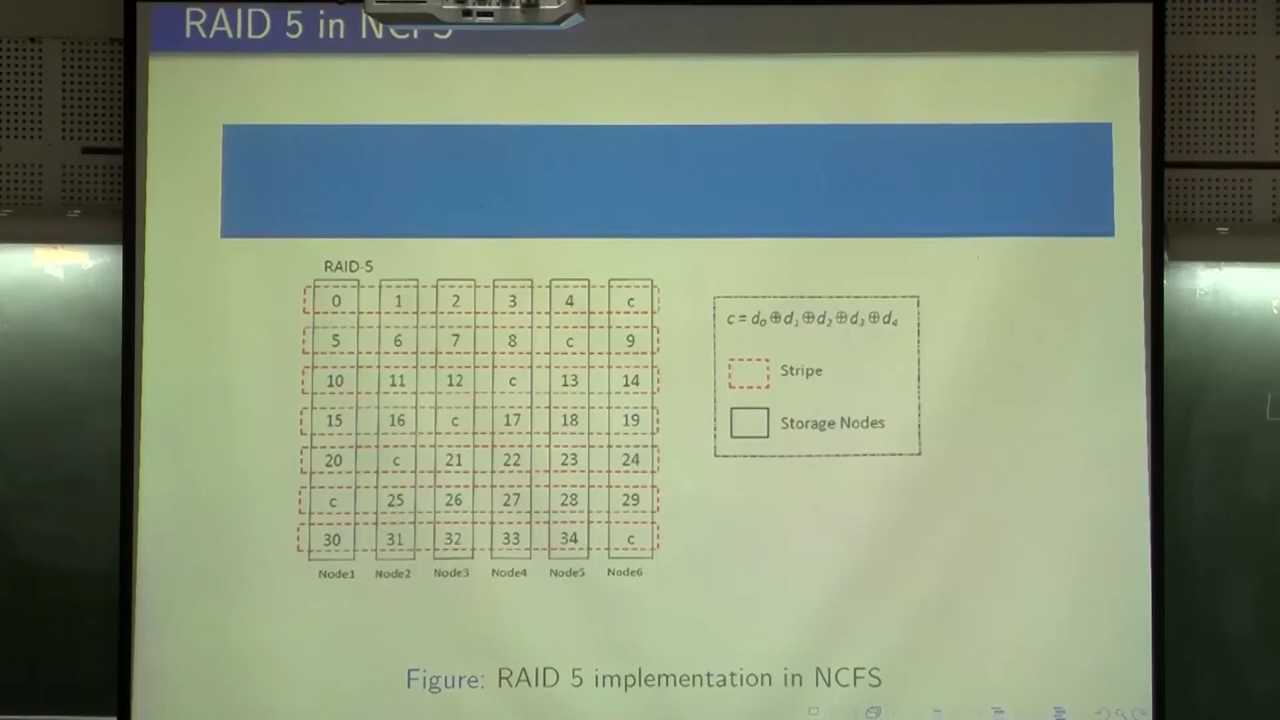 RAID 5 in NCFS
RAID-5
0 1 2 3 4 c
5 6 7 8 c 9
10 11 12 c 13 14
15 16 c 17 18 19
20 c 21 22 23 24
c 25 26 27 28 29
30 31 32 33 34 c
Node1 Node2 Node3 Node4 Node5 Node6
c = d₀⊕d₁⊕d₂⊕d₃⊕d₄
Stripe
Storage Nodes
Figure: RAID 5 implementation in NCFS